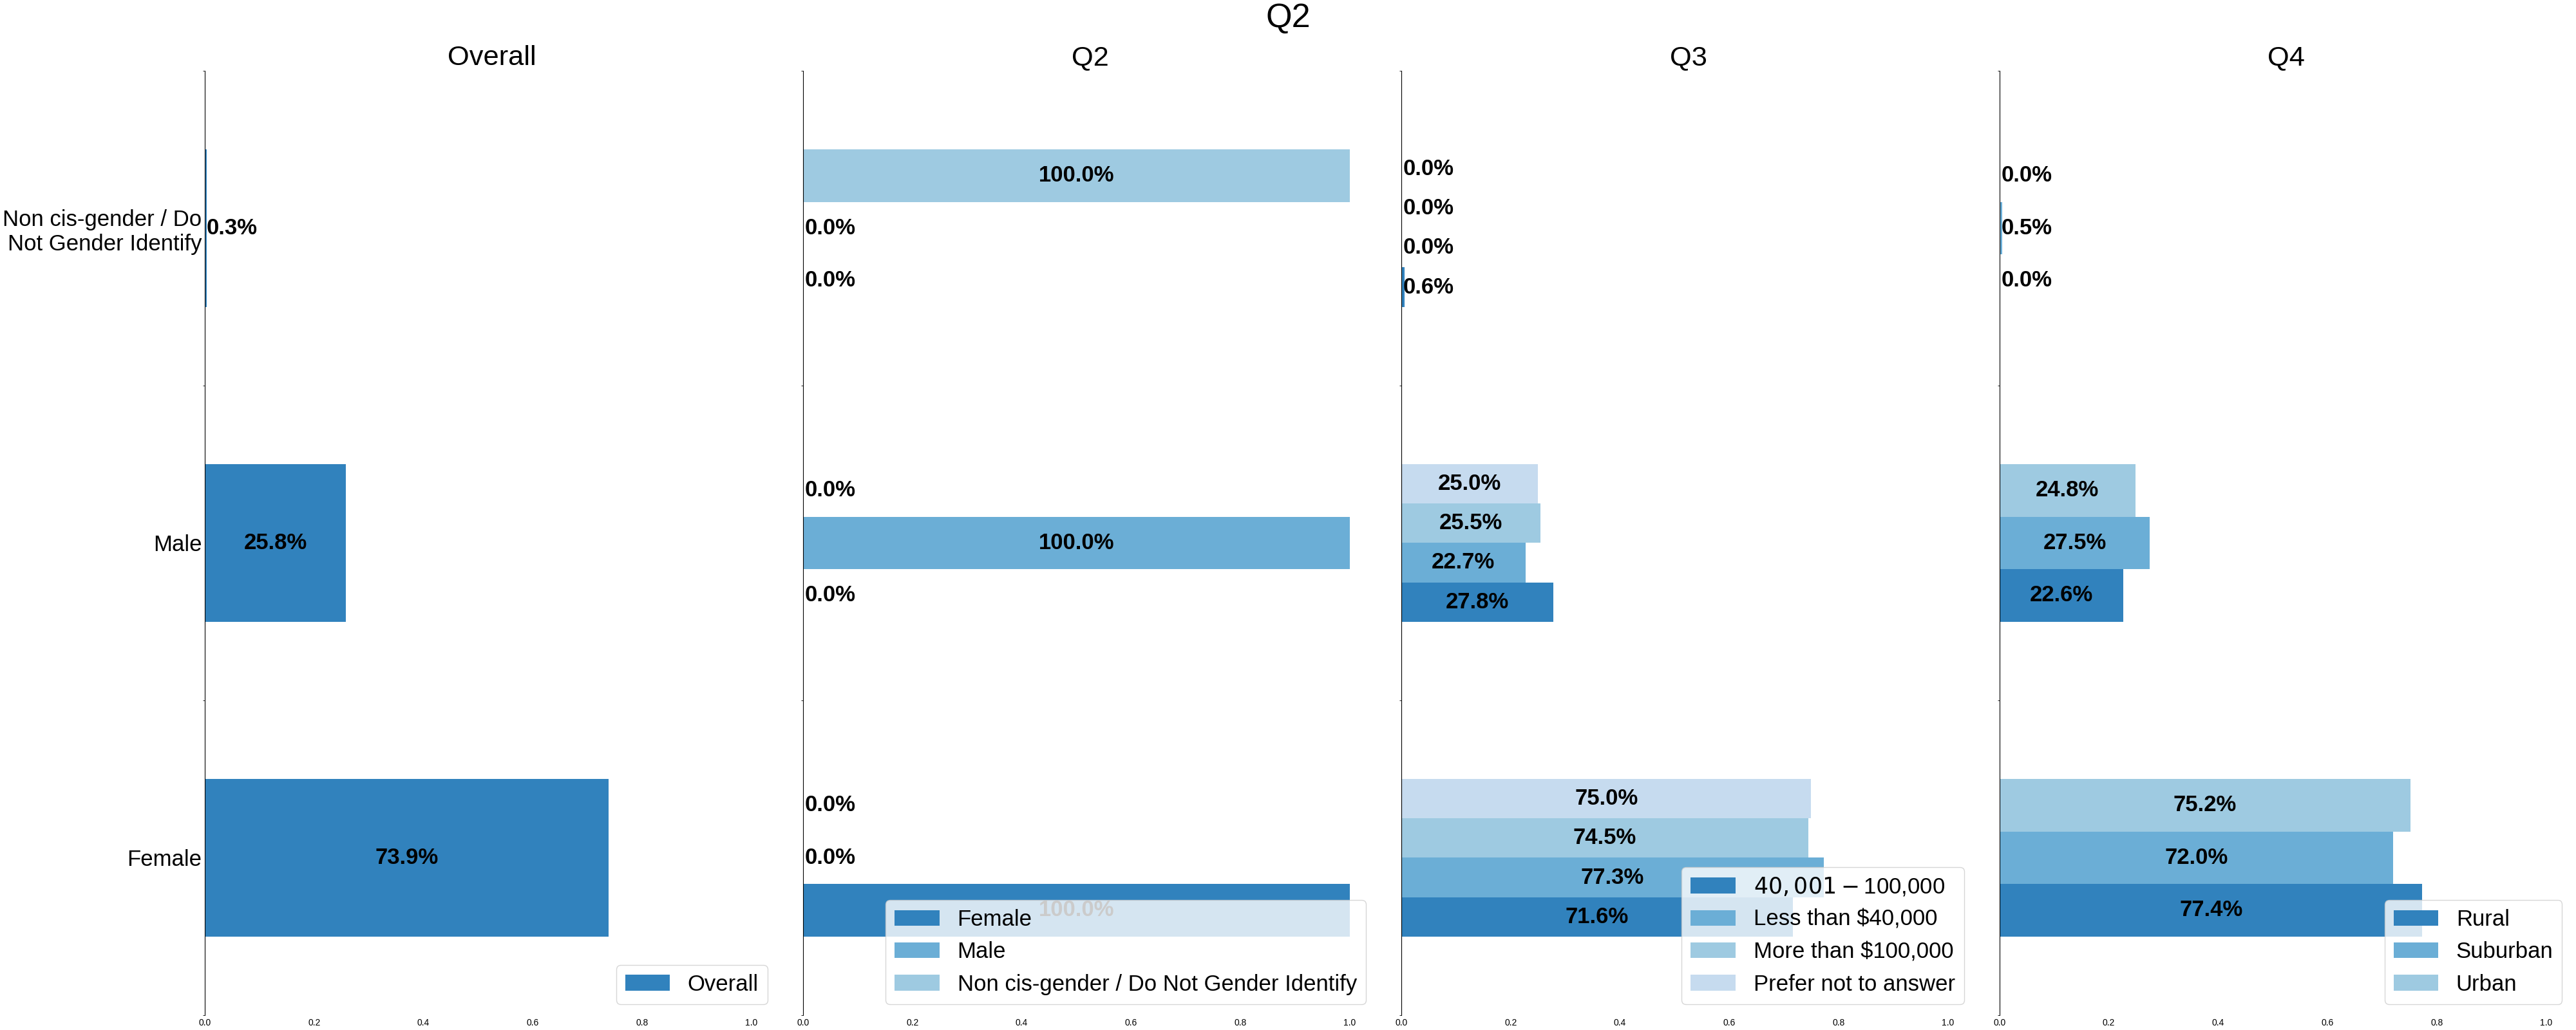 Q2
Overall
Non cis-gender / Do
Not Gender Identify
Male
Female
0.3%
25.8%
73.9%
Overall
0.0 0.2 0.4 0.6 0.8 1.0
Q2
100.0%
0.0%
0.0%
0.0%
100.0%
0.0%
0.0%
0.0%
100.0%
Female
Male
Non cis-gender / Do Not Gender Identify
0.0 0.2 0.4 0.6 0.8 1.0
Q3
0.0%
0.0%
0.0%
0.6%
25.0%
25.5%
22.7%
27.8%
75.0%
74.5%
77.3%
71.6%
40,001 − 100,000
Less than $40,000
More than $100,000
Prefer not to answer
0.0 0.2 0.4 0.6 0.8 1.0
Q4
0.0%
0.5%
0.0%
24.8%
27.5%
22.6%
75.2%
72.0%
77.4%
Rural
Suburban
Urban
0.0 0.2 0.4 0.6 0.8 1.0